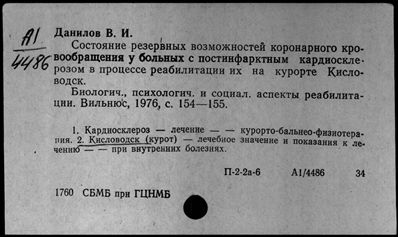 А1
4486
Данилов В. И.
Состояние резервных возможностей коронарного кро-
вообращения у больных с постинфарктным кардиоскле-
розом в процессе реабилитации их на курорте Кисло-
водск.
Биологич., психологич. и социал. аспекты реабилита-
ции. Вильнюс, 1976, с. 154—155.
1. Кардиосклероз — лечение — — курорто-бальнео-физиотера-
пия. 2. Кисловодск (курот) — лечебное значение и показания к ле-
чению — — при внутренних болезнях.
П-2-2а-6 А1/4486 34
1760 СБМБ при ГЦНМБ